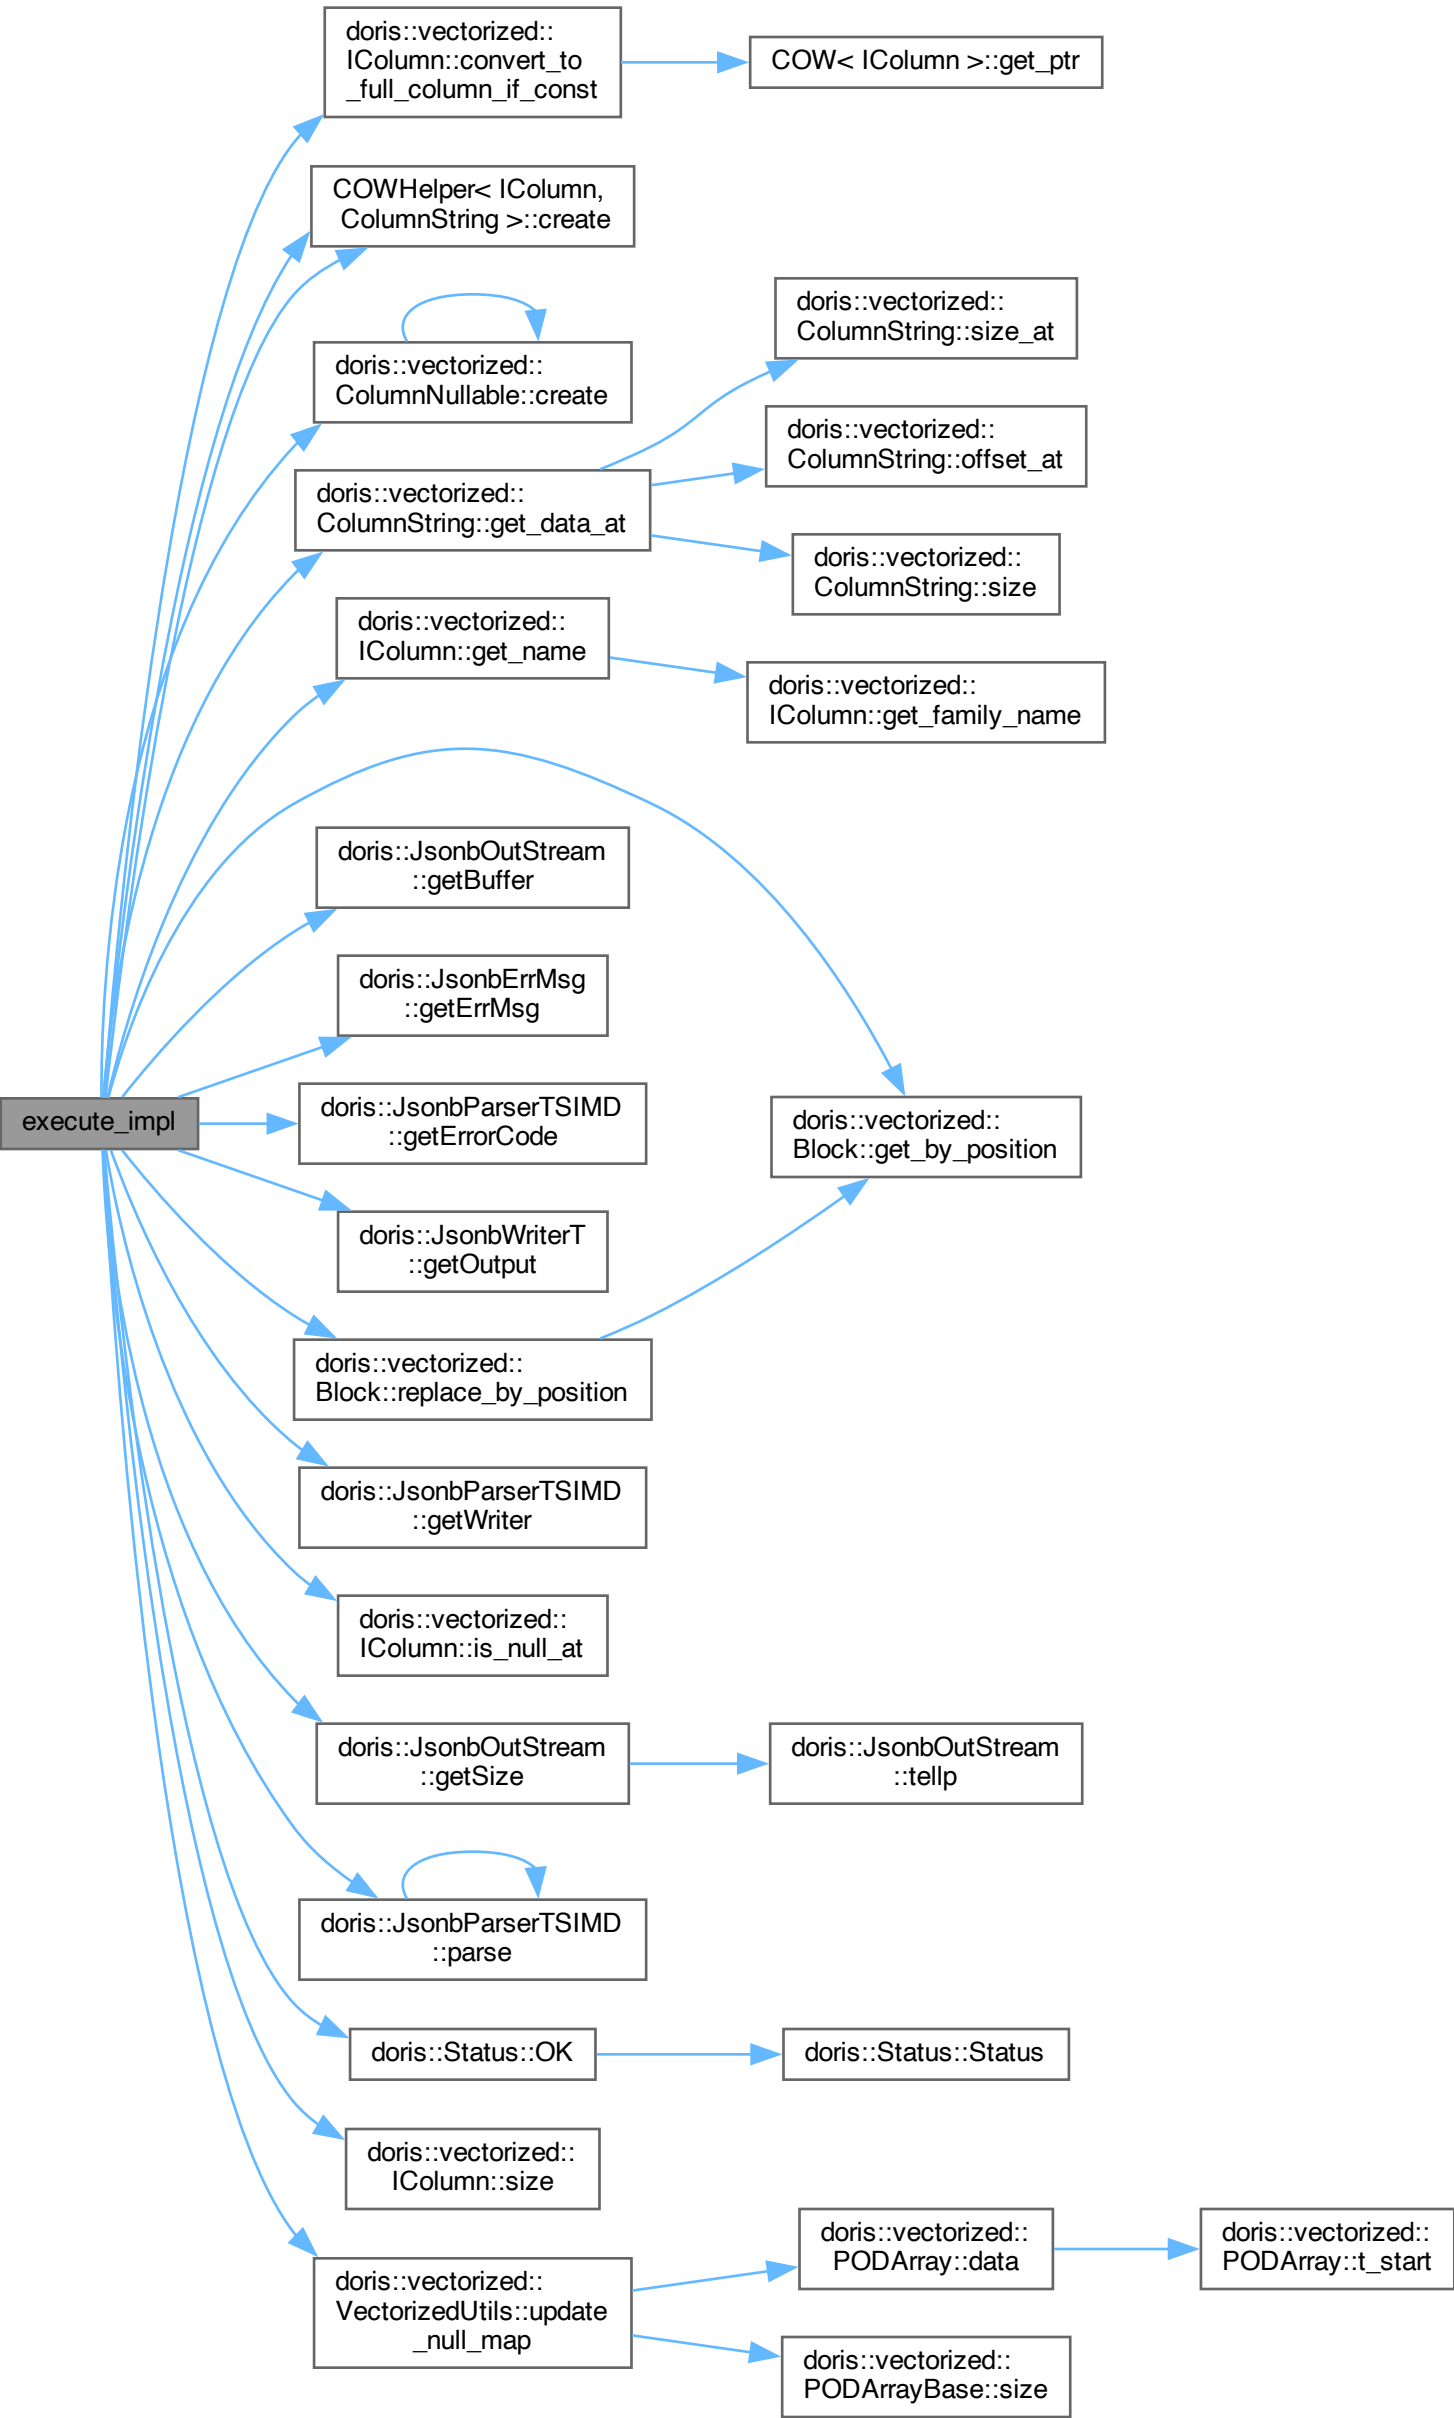 doris::vectorized::
IColumn::convert_to
_full_column_if_const
COW< IColumn >::get_ptr
COWHelper< IColumn,
ColumnString >::create
doris::vectorized::
ColumnNullable::create
doris::vectorized::
ColumnString::size_at
doris::vectorized::
ColumnString::offset_at
doris::vectorized::
ColumnString::get_data_at
doris::vectorized::
ColumnString::size
doris::vectorized::
IColumn::get_name
doris::vectorized::
IColumn::get_family_name
doris::JsonbOutStream
::getBuffer
doris::JsonbErrMsg
::getErrMsg
execute_impl
doris::JsonbParserTSIMD
::getErrorCode
doris::vectorized::
Block::get_by_position
doris::JsonbWriterT
::getOutput
doris::vectorized::
Block::replace_by_position
doris::JsonbParserTSIMD
::getWriter
doris::vectorized::
IColumn::is_null_at
doris::JsonbOutStream
::getSize
doris::JsonbOutStream
::tellp
doris::JsonbParserTSIMD
::parse
doris::Status::OK
doris::Status::Status
doris::vectorized::
IColumn::size
doris::vectorized::
VectorizedUtils::update
_null_map
doris::vectorized::
PODArray::data
doris::vectorized::
PODArray::t_start
doris::vectorized::
PODArrayBase::size